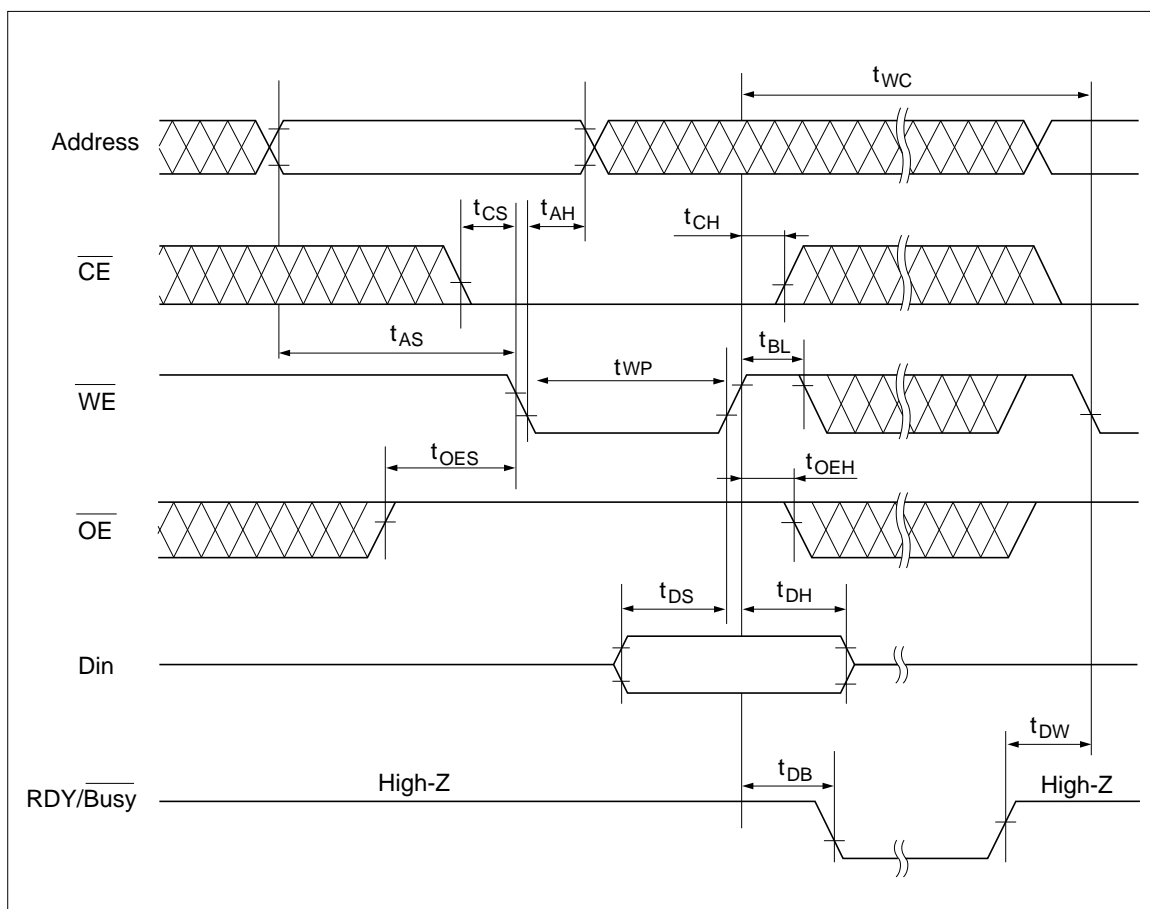 tWC
Address
tCS
tAH
tCH
CE
tAS
tBL
tWP
WE
tOES
tOEH
OE
tDS
tDH
Din
tDW
tDB
High-Z
High-Z
RDY/Busy